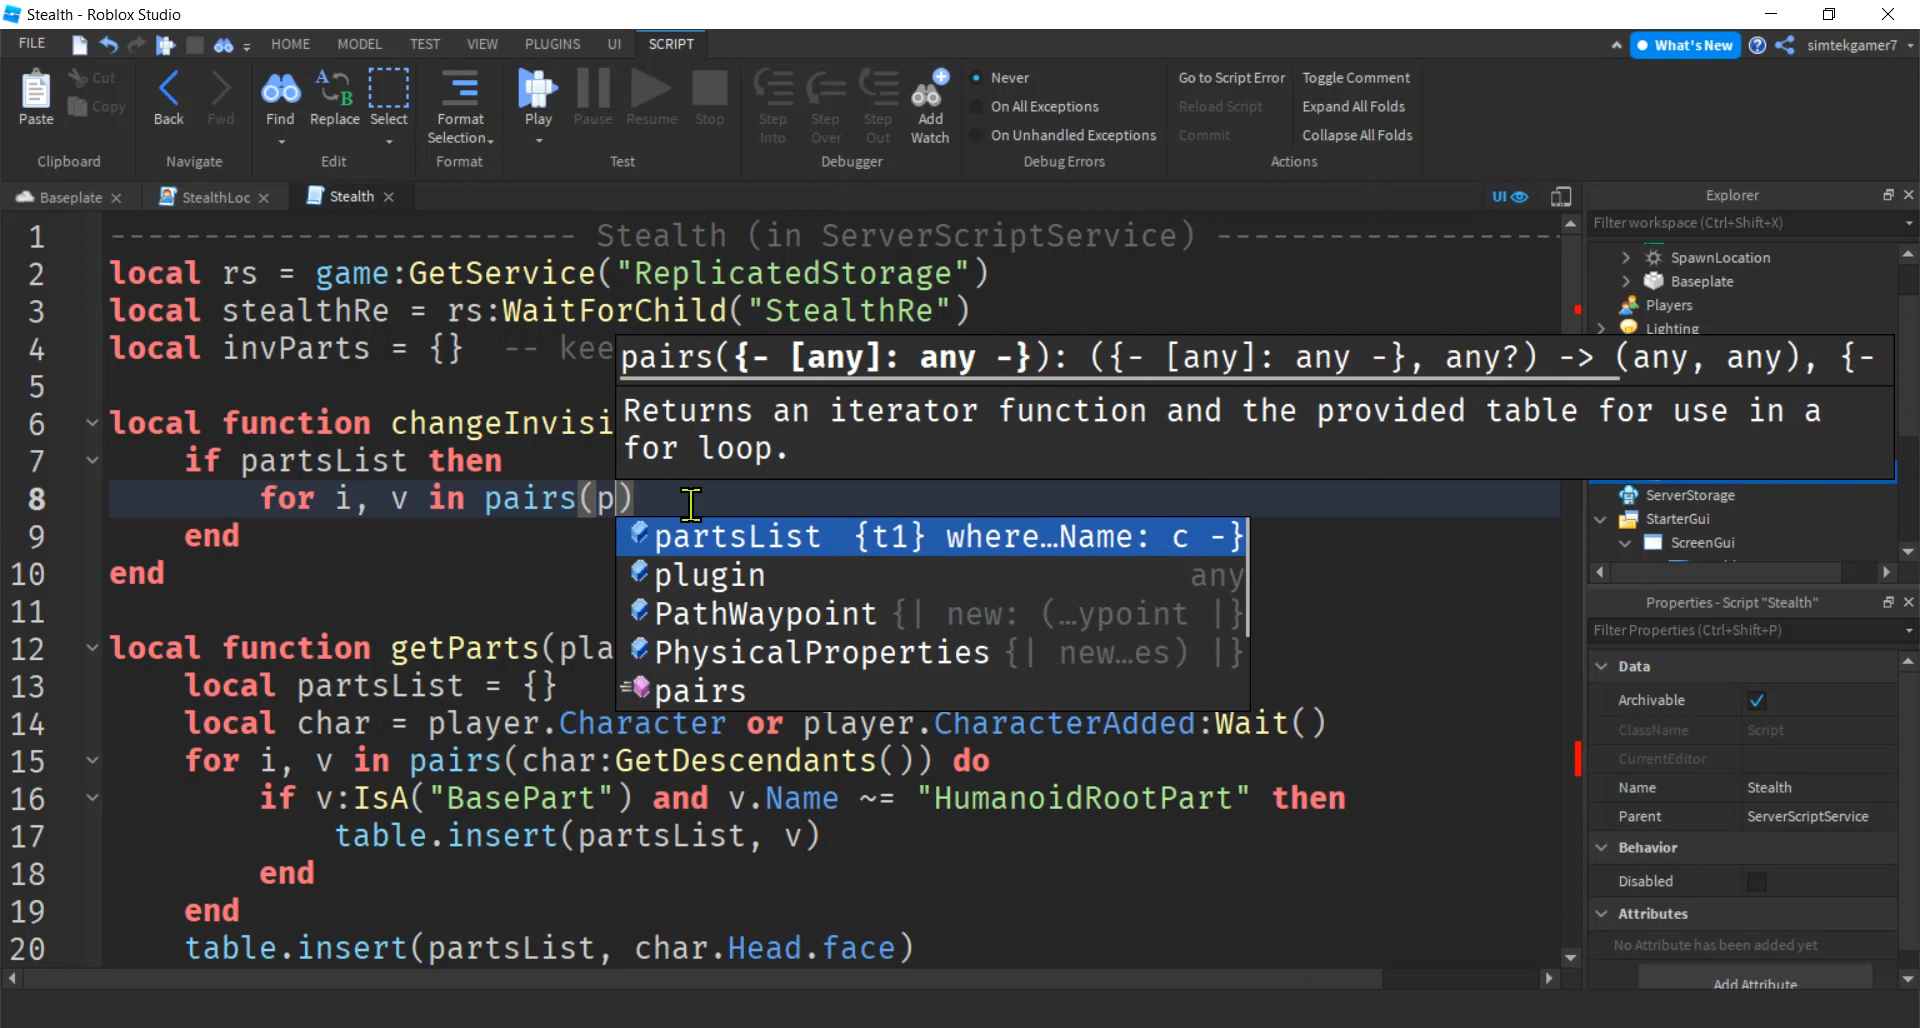 Stealth - Roblox Studio
FILE HOME MODEL TEST VIEW PLUGINS UI SCRIPT What's New simtekgamer7
Paste Cut Copy
Clipboard
Back Fwd
Navigate
Find Replace Select
Edit
Format Selection
Format
Play Pause Resume Stop
Test
Step Into Step Over Step Out Add Watch
Debugger
Never
On All Exceptions
On Unhandled Exceptions
Debug Errors
Go to Script Error Toggle Comment
Reload Script Expand All Folds
Commit Collapse All Folds
Actions
Baseplate StealthLoc Stealth UI
1 -------------------------- Stealth (in ServerScriptService) -------------------
2 local rs = game:GetService("ReplicatedStorage")
3 local stealthRe = rs:WaitForChild("StealthRe")
4 local invParts = {} -- kee
5
6 local function changeInvisi
7 if partsList then
8 for i, v in pairs(p)
9 end
10 end
11
12 local function getParts(pla
13 local partsList = {}
14 local char = player.Character or player.CharacterAdded:Wait()
15 for i, v in pairs(char:GetDescendants()) do
16 if v:IsA("BasePart") and v.Name ~= "HumanoidRootPart" then
17 table.insert(partsList, v)
18 end
19 end
20 table.insert(partsList, char.Head.face)
pairs({- [any]: any -}): ({- [any]: any -}, any?) -> (any, any), {-
Returns an iterator function and the provided table for use in a
for loop.
partsList {t1} where…Name: c -}
plugin any
PathWaypoint {| new: (…ypoint |}
PhysicalProperties {| new…es) |}
pairs
Explorer
Filter workspace (Ctrl+Shift+X)
SpawnLocation
Baseplate
Players
Lighting
ServerStorage
StarterGui
ScreenGui
Properties - Script "Stealth"
Filter Properties (Ctrl+Shift+P)
Data
Archivable
ClassName Script
CurrentEditor
Name Stealth
Parent ServerScriptService
Behavior
Disabled
Attributes
No Attribute has been added yet
Add Attribute